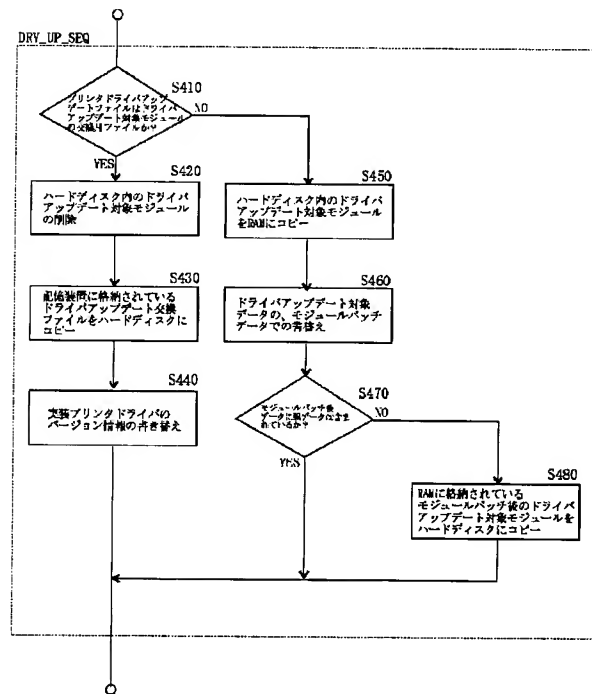 DRV_UP_SEQ
S410
プリンタドライバアップ
デートファイルはドライバ
アップデート対象モジュール
の交換用ファイルか?
NO
YES
S420
ハードディスク内のドライバ
アップデート対象モジュール
の削除
S430
記憶装置に格納されている
ドライバアップデート交換
ファイルをハードディスクに
コピー
S440
実装プリンタドライバの
バージョン情報の書き替え
S450
ハードディスク内のドライバ
アップデート対象モジュール
をRAMにコピー
S460
ドライバアップデート対象
データの、モジュールパッチ
データでの書替え
S470
モジュールパッチ後
データに誤データは含ま
れているか?
NO
YES
S480
RAMに格納されている
モジュールパッチ後のドライバ
アップデート対象モジュールを
ハードディスクにコピー